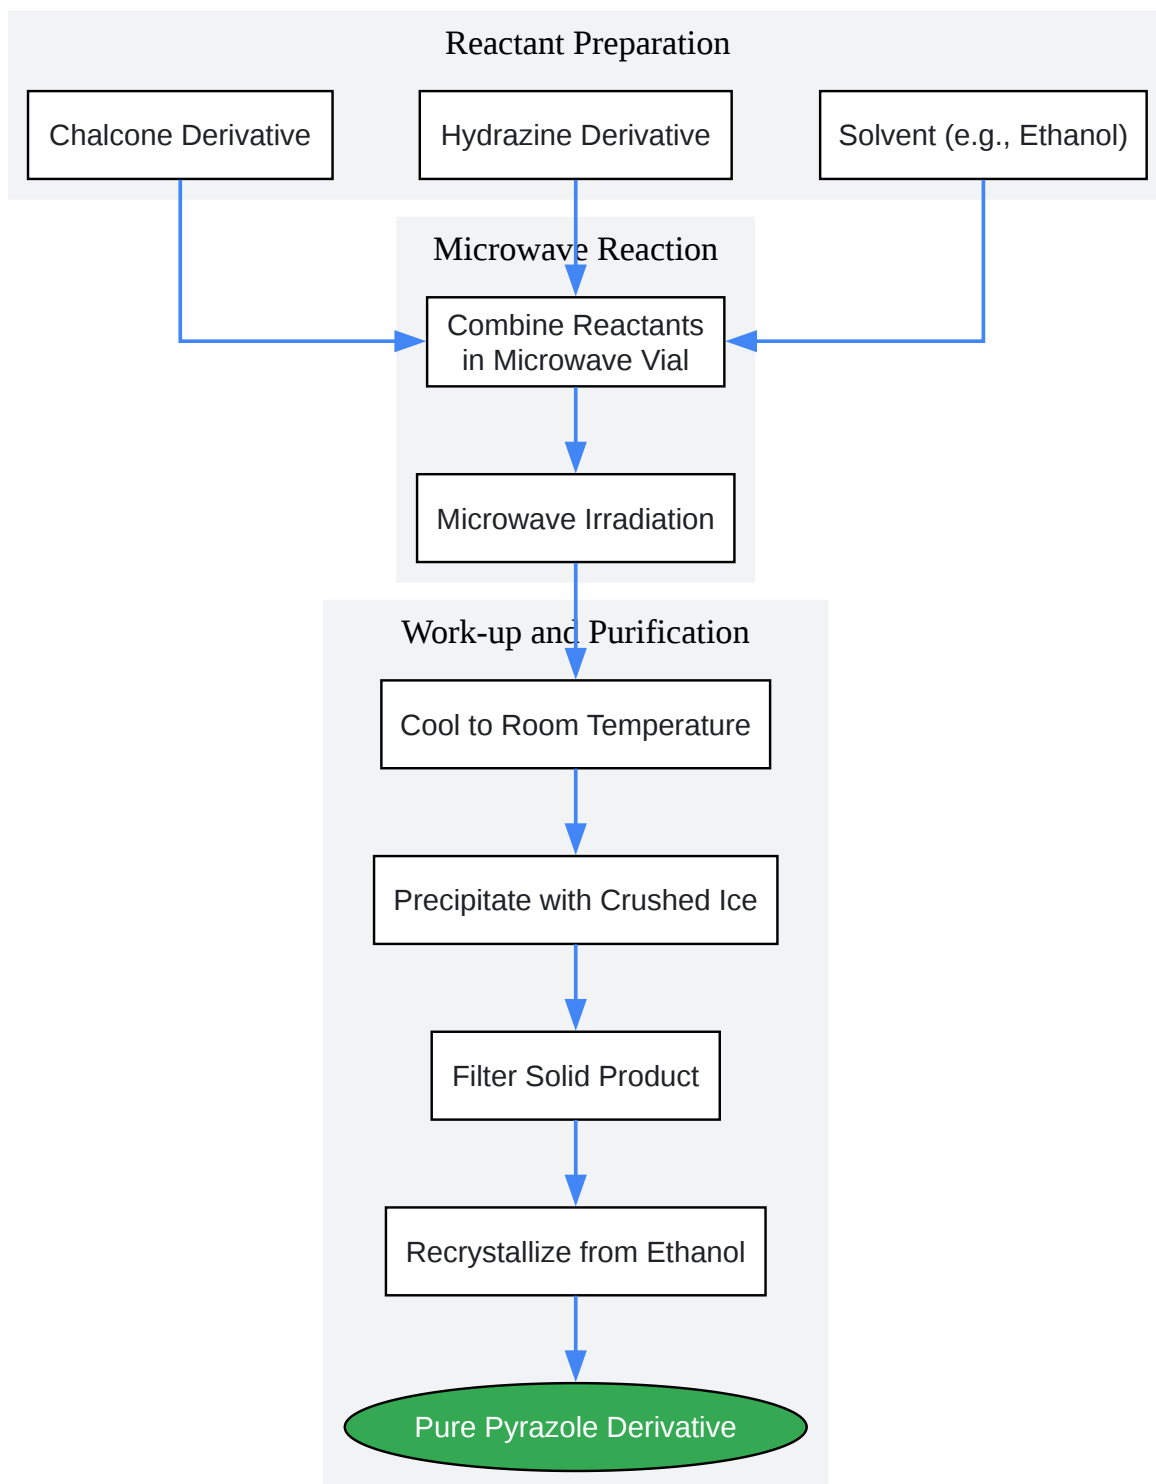 Reactant Preparation
Chalcone Derivative
Hydrazine Derivative
Solvent (e.g., Ethanol)
Microwave Reaction
Combine Reactants
in Microwave Vial
Microwave Irradiation
Work-up and Purification
Cool to Room Temperature
Precipitate with Crushed Ice
Filter Solid Product
Recrystallize from Ethanol
Pure Pyrazole Derivative